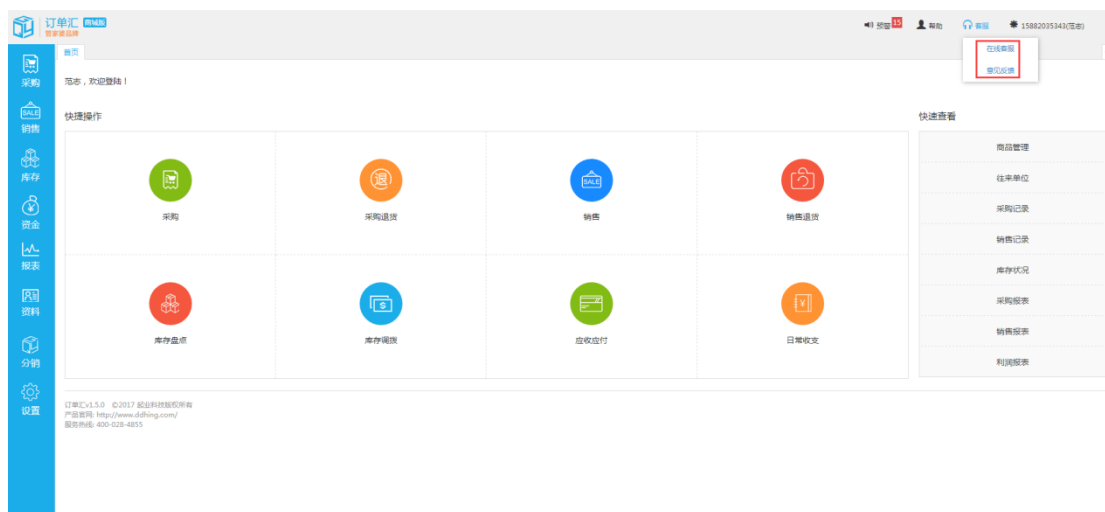 订单汇 商城版
管家婆品牌
预警 15
帮助
客服
15882035343(范志)
首页
在线客服
意见反馈
采购
SALE
销售
库存
资金
报表
资料
分销
设置
范志，欢迎登陆！
快捷操作
采购
采购退货
SALE
销售
销售退货
库存盘点
库存调拨
应收应付
日常收支
快速查看
商品管理
往来单位
采购记录
销售记录
库存状况
采购报表
销售报表
利润报表
订单汇v1.5.0 ©2017 韶业科技版权所有
产品官网: http://www.ddhing.com/
服务热线: 400-028-4855